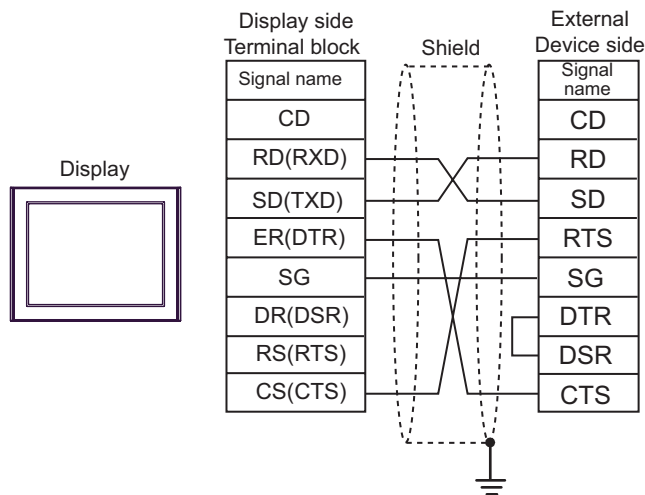 Display
Display side
Terminal block
Signal name
CD
RD(RXD)
SD(TXD)
ER(DTR)
SG
DR(DSR)
RS(RTS)
CS(CTS)
Shield
External
Device side
Signal
name
CD
RD
SD
RTS
SG
DTR
DSR
CTS